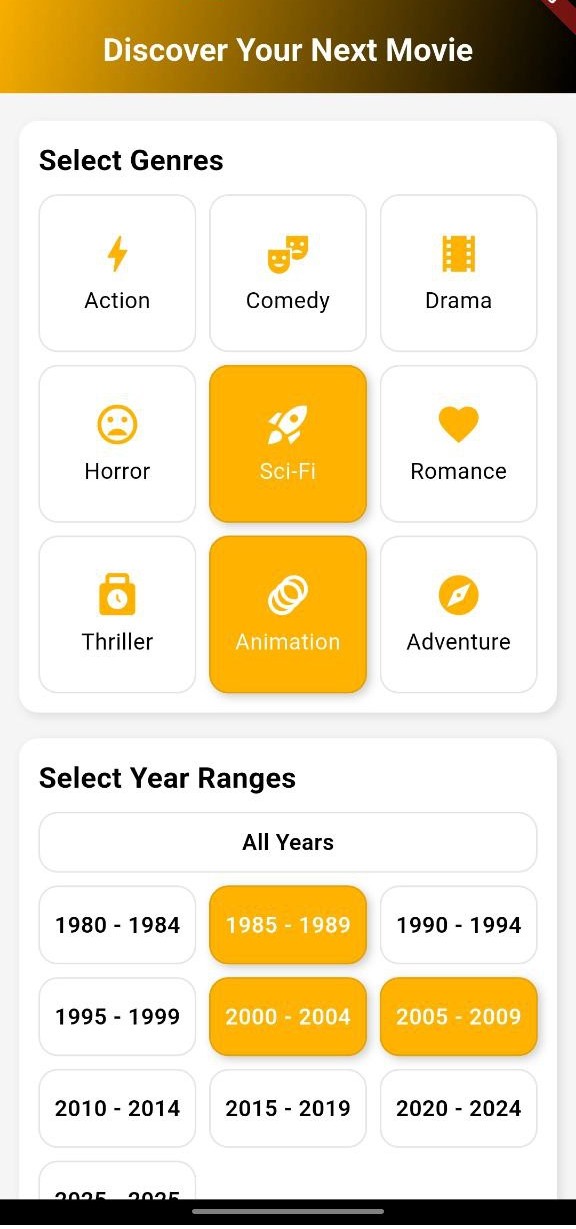 Discover Your Next Movie
Select Genres
Action Comedy Drama
Horror Sci-Fi Romance
Thriller Animation Adventure
Select Year Ranges
All Years
1980 - 1984 1985 - 1989 1990 - 1994
1995 - 1999 2000 - 2004 2005 - 2009
2010 - 2014 2015 - 2019 2020 - 2024
2025 - 2025